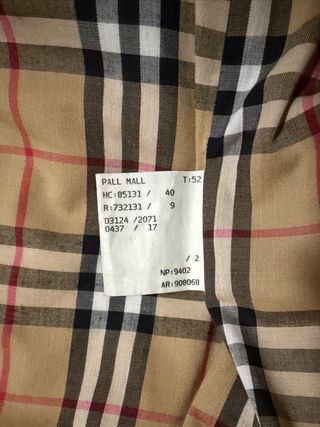 PALL MALL T:52
HC:85131 / 40
R:732131 / 9
D3124 /2071
0437 / 17
/ 2
NP:9402
AR:908068